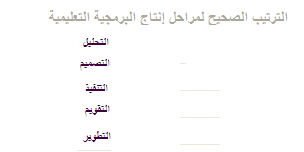 الترتيب الصحيح لمراحل إنتاج البرمجية التعليمية
التحليل
التصميم
التنفيذ
التقويم
التطوير